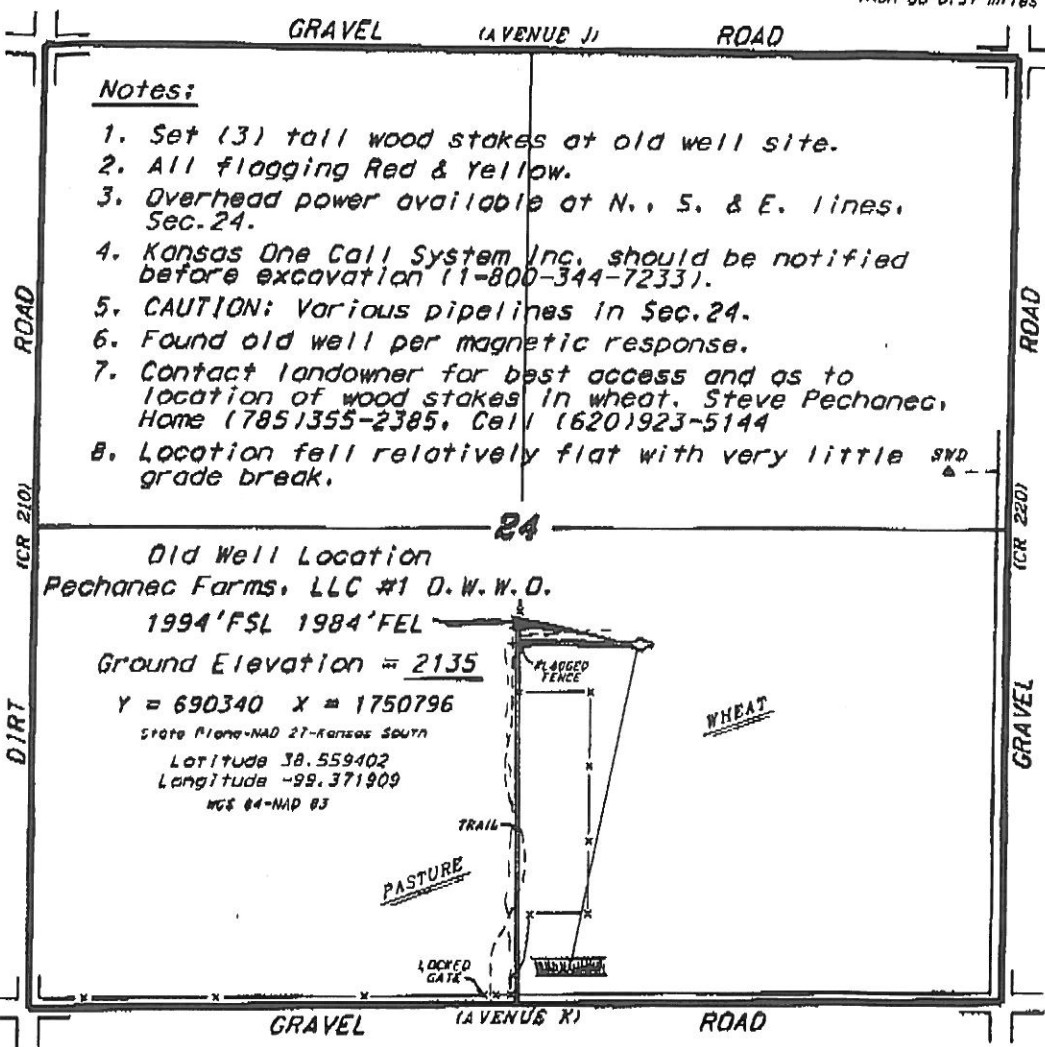 GRAVEL (AVENUE J) ROAD
Notes:
1. Set (3) tall wood stakes at old well site.
2. All flagging Red & Yellow.
3. Overhead power available at N., S. & E. lines,
Sec.24.
4. Kansas One Call System Inc. should be notified
before excavation (1-800-344-7233).
5. CAUTION: Various pipelines in Sec.24.
6. Found old well per magnetic response.
7. Contact landowner for best access and as to
location of wood stakes in wheat. Steve Pechanec,
Home (785)355-2385, Cell (620)923-5144
8. Location fell relatively flat with very little
grade break.
SWD
ROAD
(CR 210)
DIRT
ROAD
(CR 220)
GRAVEL
24
Old Well Location
Pechanec Farms, LLC #1 O.W.W.O.
1994'FSL 1984'FEL
Ground Elevation = 2135
Y = 690340 X = 1750796
State Plane-NAD 27-Kansas South
Latitude 38.559402
Longitude -99.371909
WGS 84-NAD 83
FLAGGED
FENCE
WHEAT
TRAIL
PASTURE
LOCKED
GATE
GRAVEL (AVENUE K) ROAD